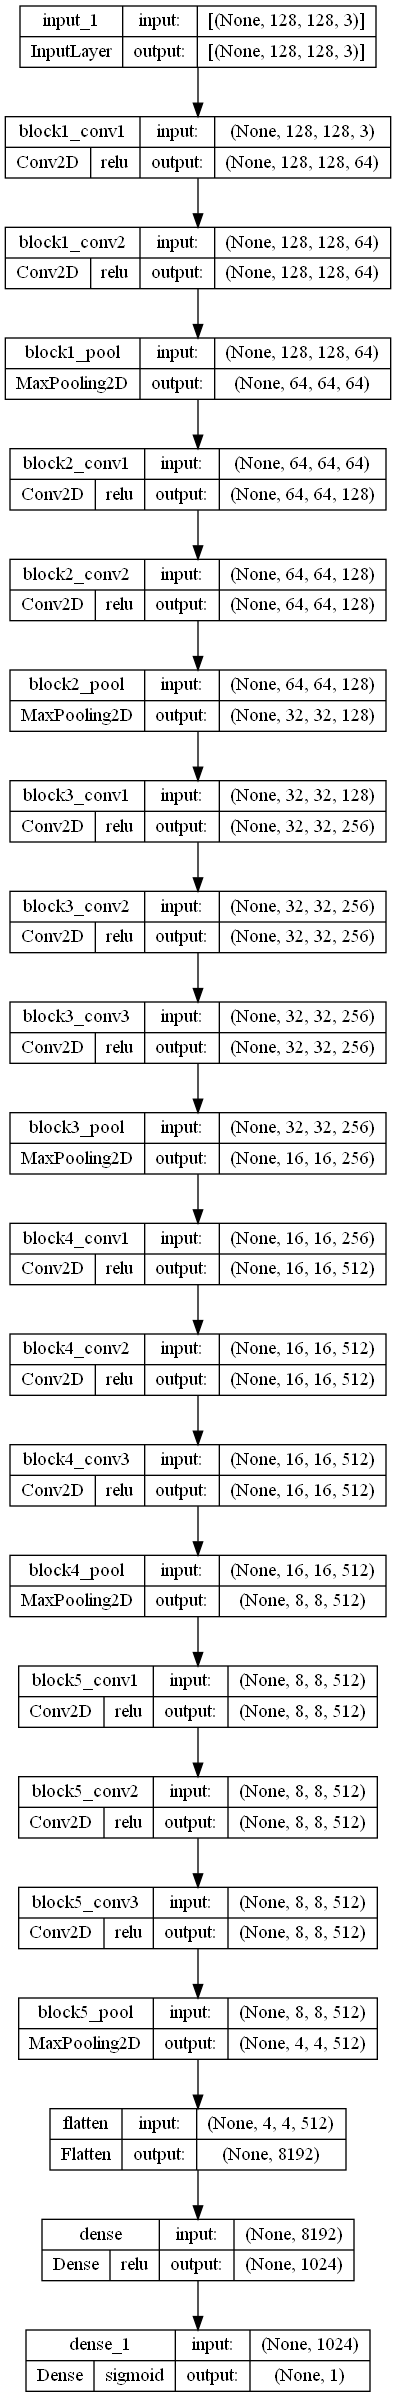 input_1 input: [(None, 128, 128, 3)]
InputLayer output: [(None, 128, 128, 3)]
block1_conv1 input: (None, 128, 128, 3)
Conv2D relu output: (None, 128, 128, 64)
block1_conv2 input: (None, 128, 128, 64)
Conv2D relu output: (None, 128, 128, 64)
block1_pool input: (None, 128, 128, 64)
MaxPooling2D output: (None, 64, 64, 64)
block2_conv1 input: (None, 64, 64, 64)
Conv2D relu output: (None, 64, 64, 128)
block2_conv2 input: (None, 64, 64, 128)
Conv2D relu output: (None, 64, 64, 128)
block2_pool input: (None, 64, 64, 128)
MaxPooling2D output: (None, 32, 32, 128)
block3_conv1 input: (None, 32, 32, 128)
Conv2D relu output: (None, 32, 32, 256)
block3_conv2 input: (None, 32, 32, 256)
Conv2D relu output: (None, 32, 32, 256)
block3_conv3 input: (None, 32, 32, 256)
Conv2D relu output: (None, 32, 32, 256)
block3_pool input: (None, 32, 32, 256)
MaxPooling2D output: (None, 16, 16, 256)
block4_conv1 input: (None, 16, 16, 256)
Conv2D relu output: (None, 16, 16, 512)
block4_conv2 input: (None, 16, 16, 512)
Conv2D relu output: (None, 16, 16, 512)
block4_conv3 input: (None, 16, 16, 512)
Conv2D relu output: (None, 16, 16, 512)
block4_pool input: (None, 16, 16, 512)
MaxPooling2D output: (None, 8, 8, 512)
block5_conv1 input: (None, 8, 8, 512)
Conv2D relu output: (None, 8, 8, 512)
block5_conv2 input: (None, 8, 8, 512)
Conv2D relu output: (None, 8, 8, 512)
block5_conv3 input: (None, 8, 8, 512)
Conv2D relu output: (None, 8, 8, 512)
block5_pool input: (None, 8, 8, 512)
MaxPooling2D output: (None, 4, 4, 512)
flatten input: (None, 4, 4, 512)
Flatten output: (None, 8192)
dense input: (None, 8192)
Dense relu output: (None, 1024)
dense_1 input: (None, 1024)
Dense sigmoid output: (None, 1)